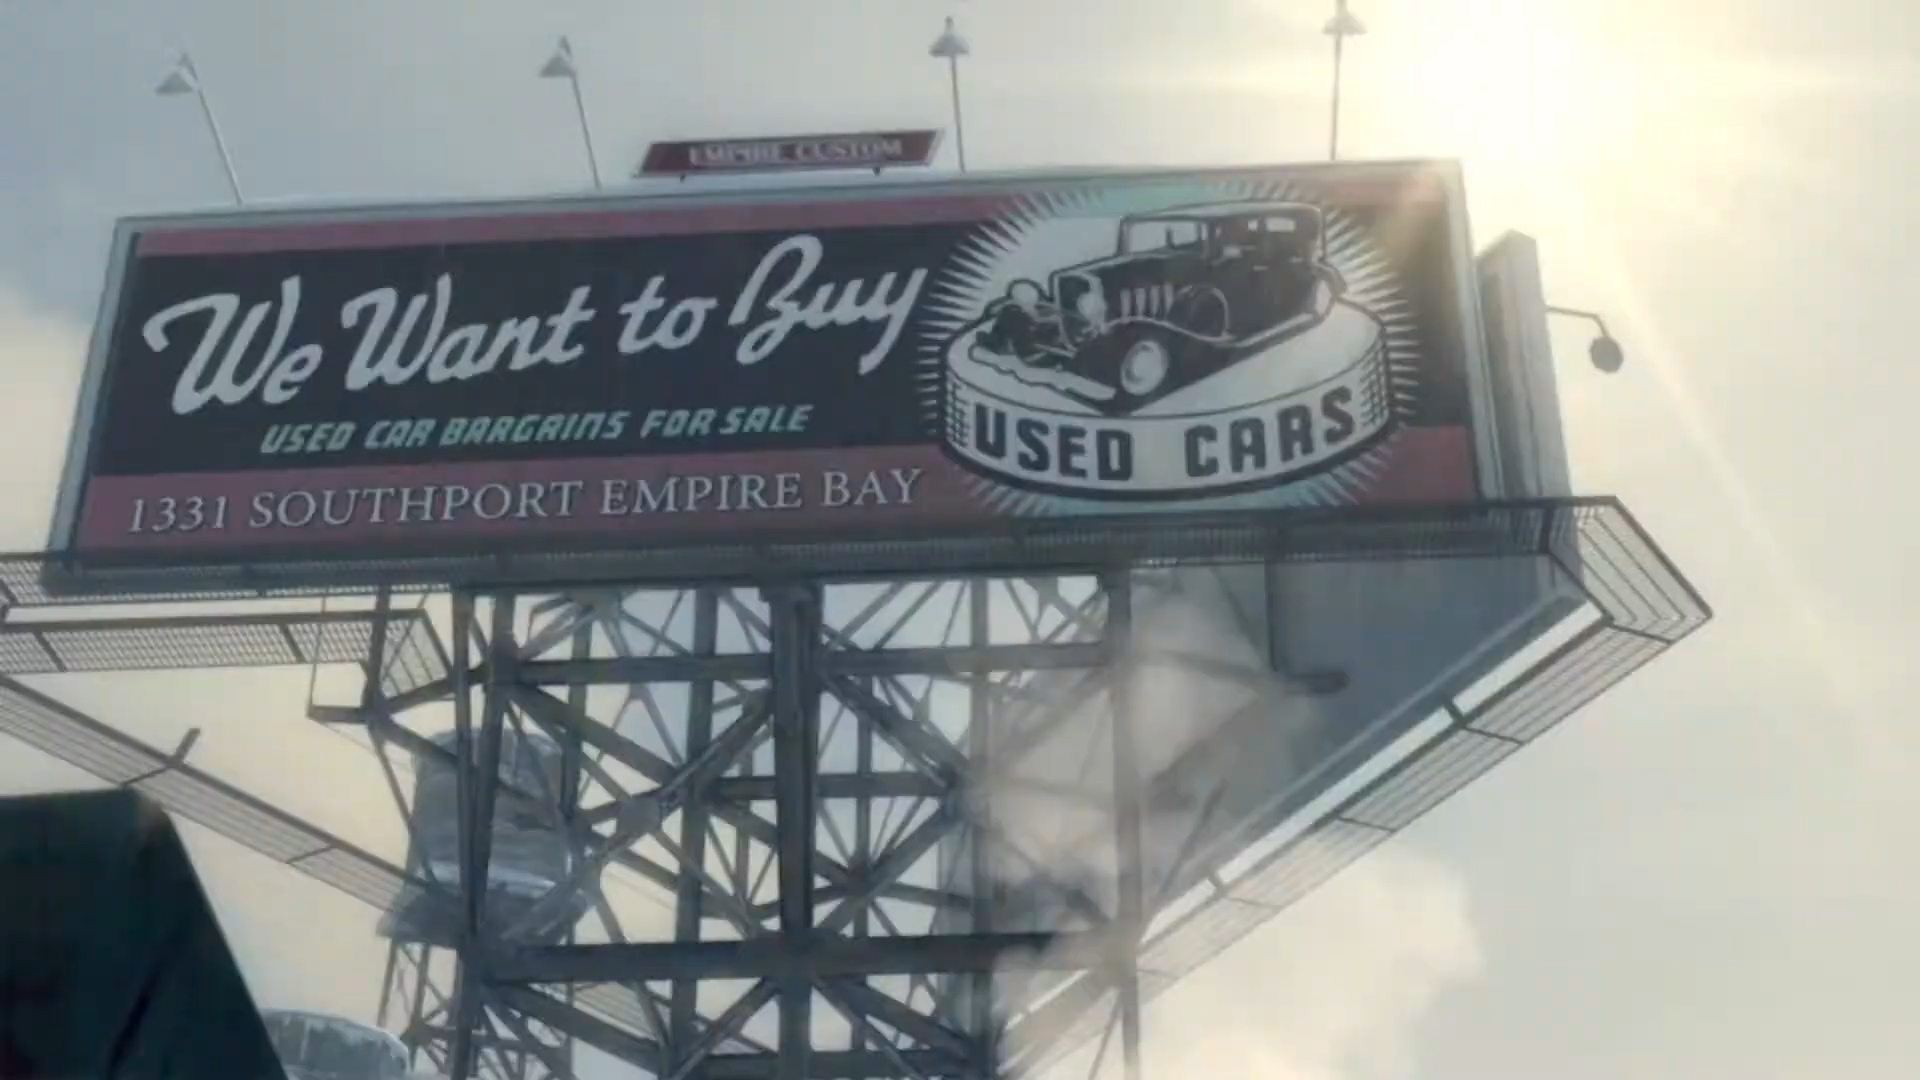 EMPIRE CUSTOM
We Want to Buy
USED CAR BARGAINS FOR SALE
1331 SOUTHPORT EMPIRE BAY
USED CARS